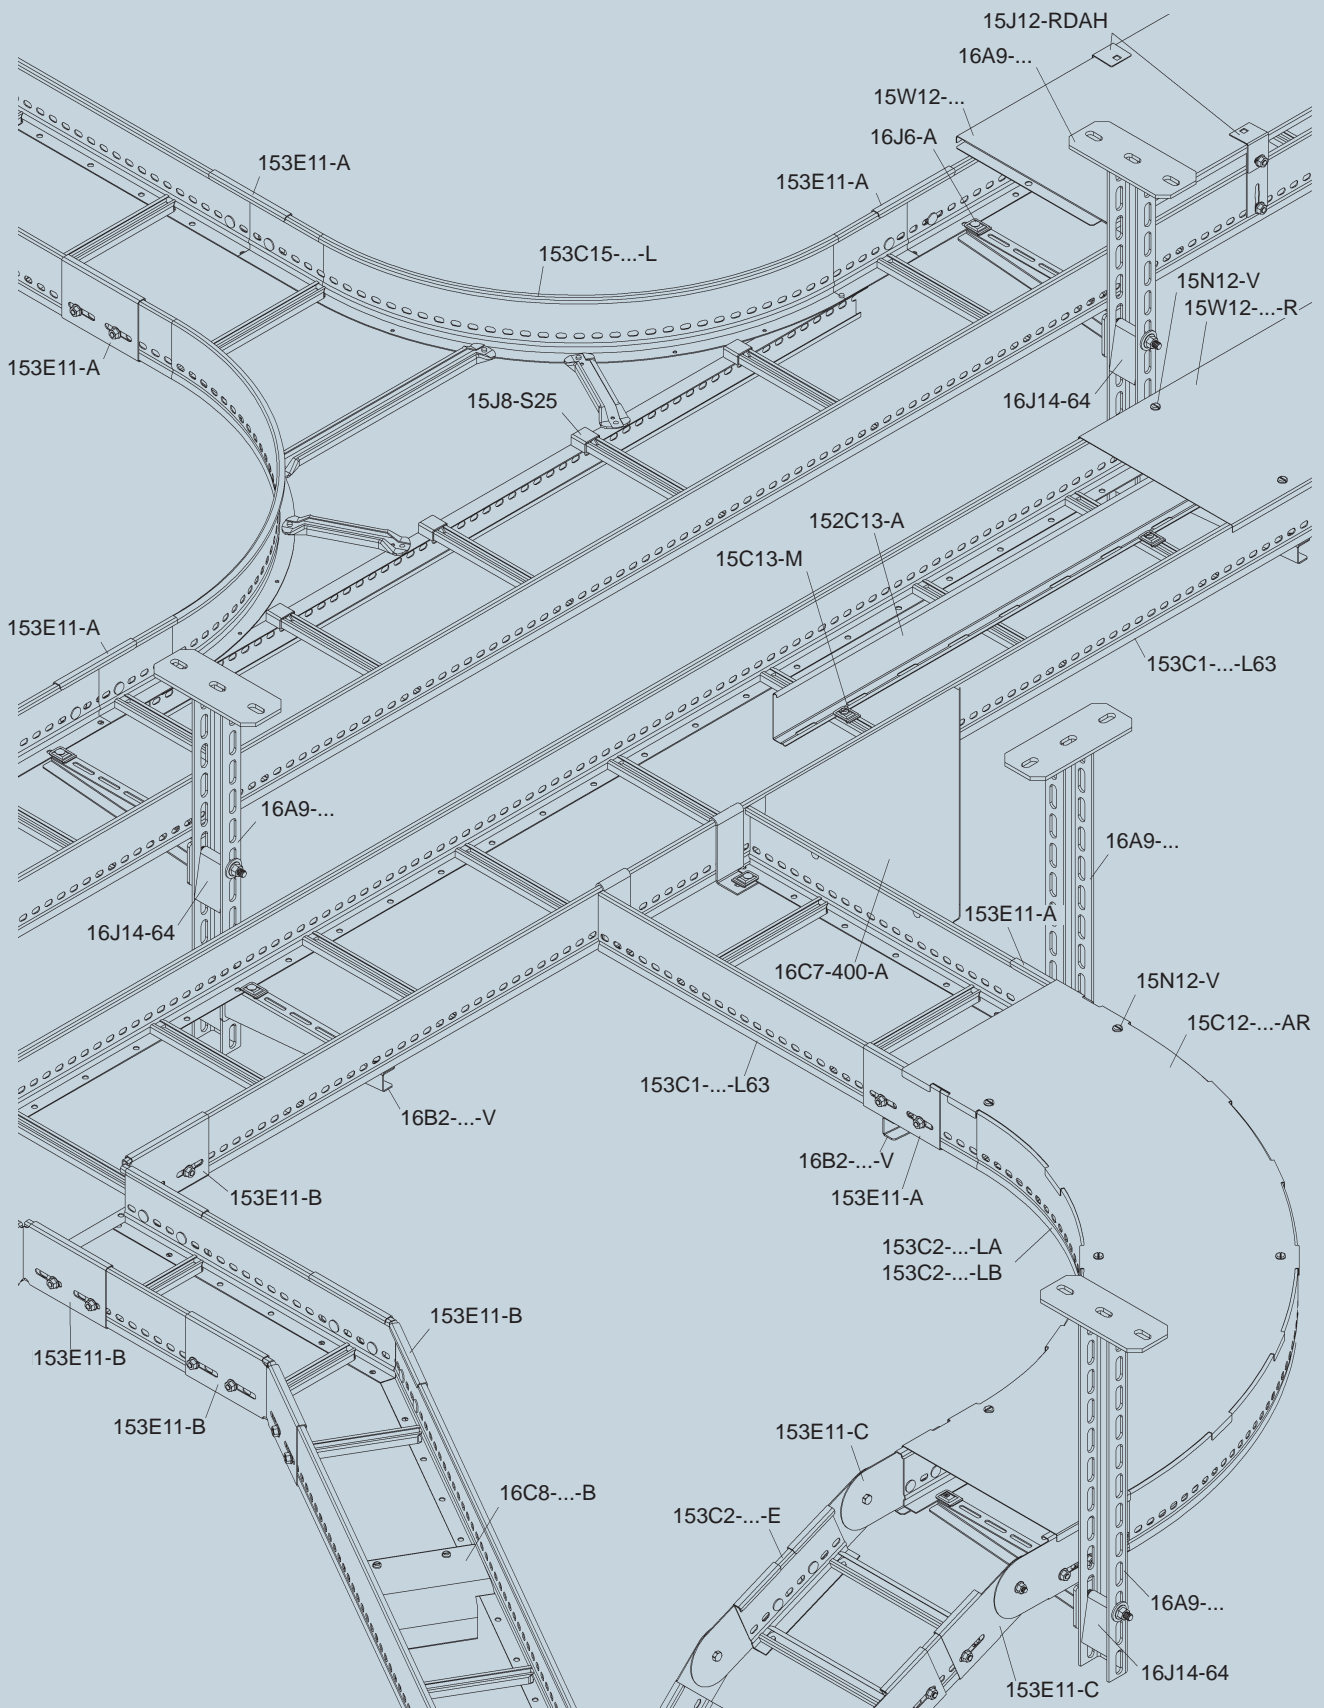 15J12-RDAH
16A9-...
15W12-...
16J6-A
153E11-A
153E11-A
153C15-...-L
15N12-V
15W12-...-R
153E11-A
15J8-S25
16J14-64
152C13-A
15C13-M
153E11-A
153C1-...-L63
16A9-...
16A9-...
153E11-A
16J14-64
16C7-400-A
15N12-V
15C12-...-AR
153C1-...-L63
16B2-...-V
16B2-...-V
153E11-B
153E11-A
153C2-...-LA
153C2-...-LB
153E11-B
153E11-B
153E11-B
153E11-C
16C8-...-B
153C2-...-E
16A9-...
16J14-64
153E11-C